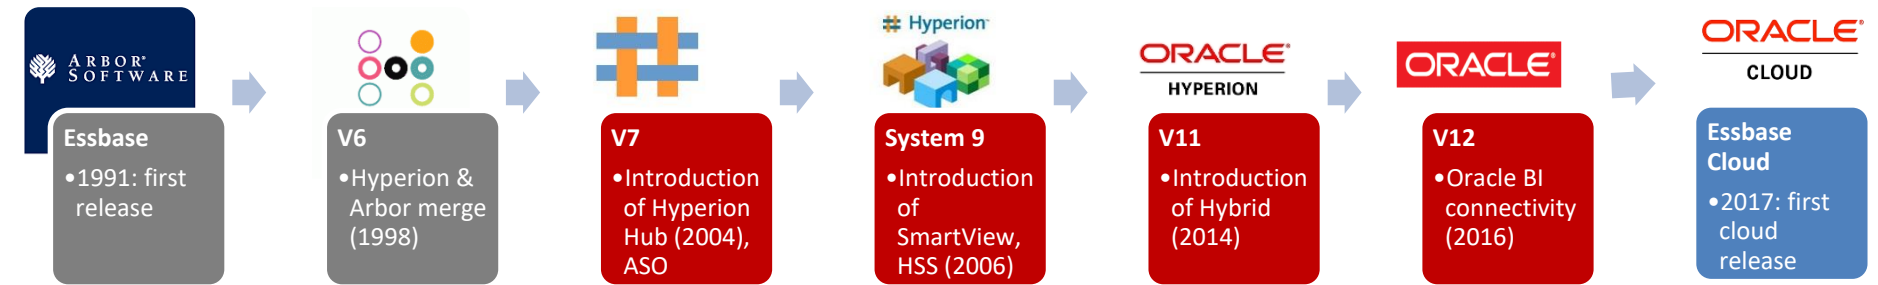 ARBOR®
SOFTWARE
Essbase
•1991: first
release
V6
•Hyperion &
Arbor merge
(1998)
V7
•Introduction
of Hyperion
Hub (2004),
ASO
Hyperion
System 9
•Introduction
of
SmartView,
HSS (2006)
ORACLE®
HYPERION
V11
•Introduction
of Hybrid
(2014)
ORACLE®
V12
•Oracle BI
connectivity
(2016)
ORACLE®
CLOUD
Essbase
Cloud
•2017: first
cloud
release